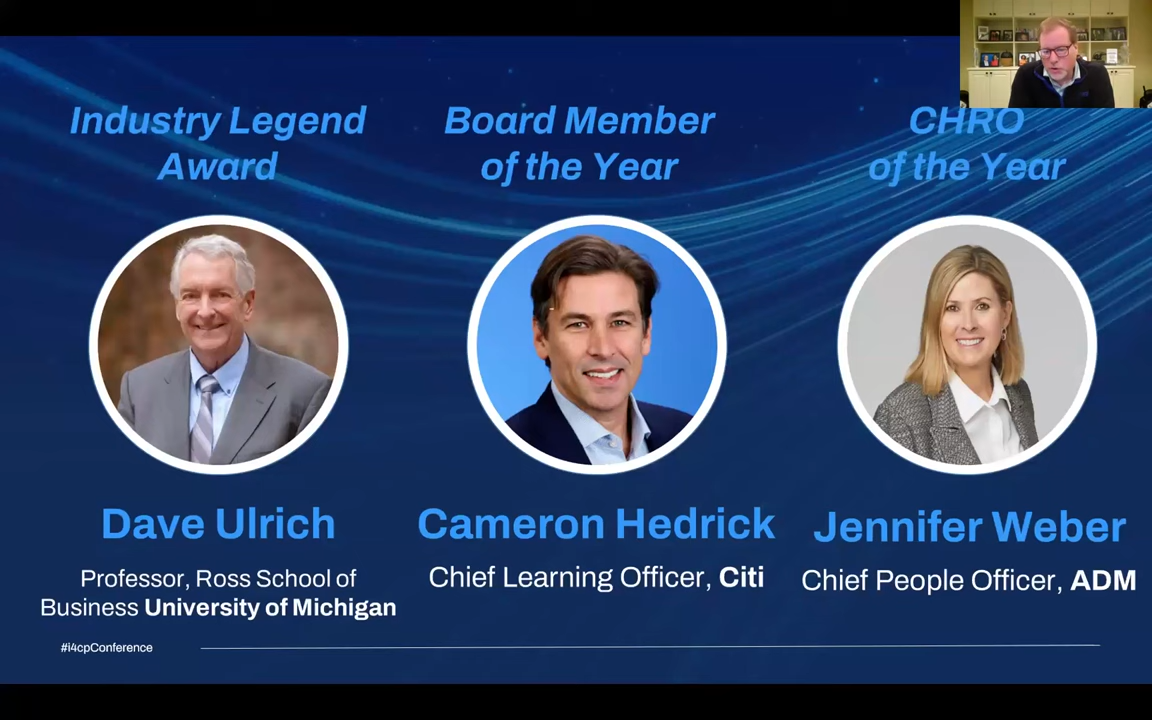 Industry Legend
Award
Board Member
of the Year
CHRO
of the Year
Dave Ulrich
Professor, Ross School of
Business University of Michigan
Cameron Hedrick
Chief Learning Officer, Citi
Jennifer Weber
Chief People Officer, ADM
#i4cpConference